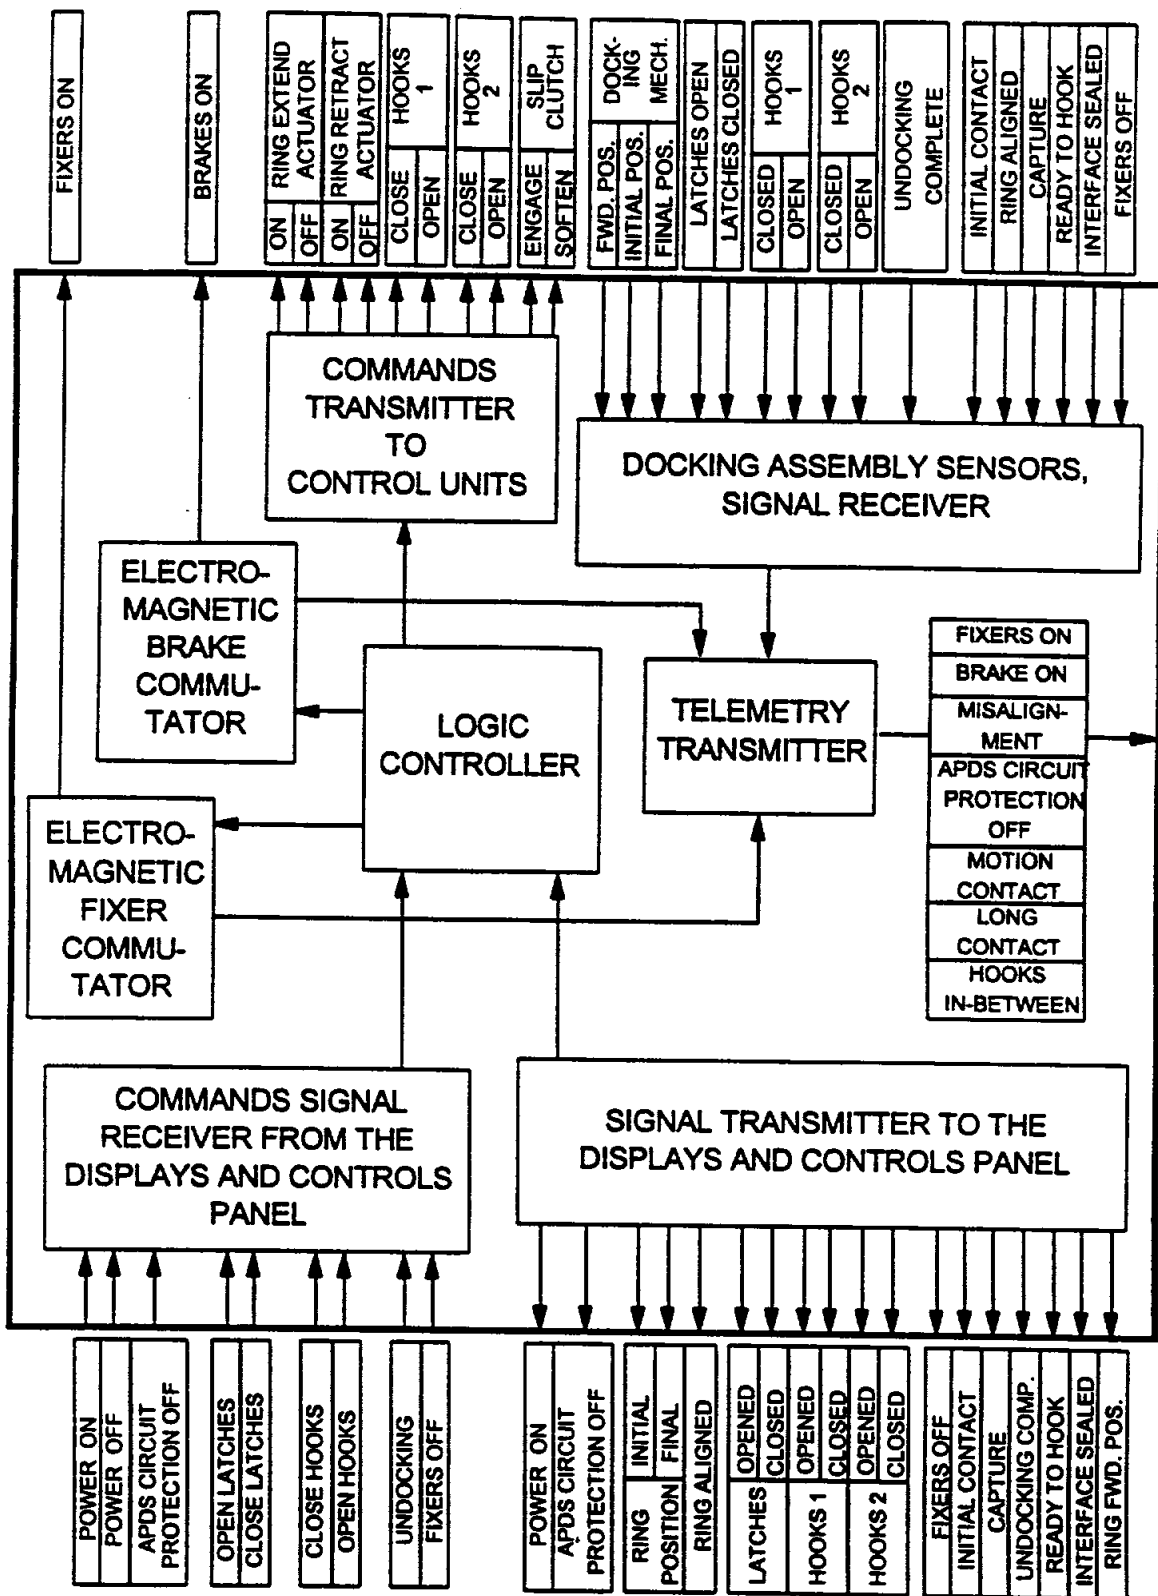 FIXERS ON
BRAKES ON
RING EXTEND
ACTUATOR
ON
OFF
RING RETRACT
ACTUATOR
ON
OFF
HOOKS
1
CLOSE
OPEN
HOOKS
2
CLOSE
OPEN
SLIP
CLUTCH
ENGAGE
SOFTEN
DOCK-
ING
MECH.
FWD. POS.
INITIAL POS.
FINAL POS.
LATCHES OPEN
LATCHES CLOSED
HOOKS
1
CLOSED
OPEN
HOOKS
2
CLOSED
OPEN
UNDOCKING
COMPLETE
INITIAL CONTACT
RING ALIGNED
CAPTURE
READY TO HOOK
INTERFACE SEALED
FIXERS OFF
COMMANDS
TRANSMITTER
TO
CONTROL UNITS
DOCKING ASSEMBLY SENSORS,
SIGNAL RECEIVER
ELECTRO-
MAGNETIC
BRAKE
COMMU-
TATOR
LOGIC
CONTROLLER
TELEMETRY
TRANSMITTER
FIXERS ON
BRAKE ON
MISALIGN-
MENT
APDS CIRCUIT
PROTECTION
OFF
MOTION
CONTACT
LONG
CONTACT
HOOKS
IN-BETWEEN
ELECTRO-
MAGNETIC
FIXER
COMMU-
TATOR
COMMANDS SIGNAL
RECEIVER FROM THE
DISPLAYS AND CONTROLS
PANEL
SIGNAL TRANSMITTER TO THE
DISPLAYS AND CONTROLS PANEL
POWER ON
POWER OFF
APDS CIRCUIT
PROTECTION OFF
OPEN LATCHES
CLOSE LATCHES
CLOSE HOOKS
OPEN HOOKS
UNDOCKING
FIXERS OFF
POWER ON
APDS CIRCUIT
PROTECTION OFF
RING
POSITION
INITIAL
FINAL
RING ALIGNED
LATCHES
OPENED
CLOSED
HOOKS 1
OPENED
CLOSED
HOOKS 2
OPENED
CLOSED
FIXERS OFF
INITIAL CONTACT
CAPTURE
UNDOCKING COMP.
READY TO HOOK
INTERFACE SEALED
RING FWD. POS.